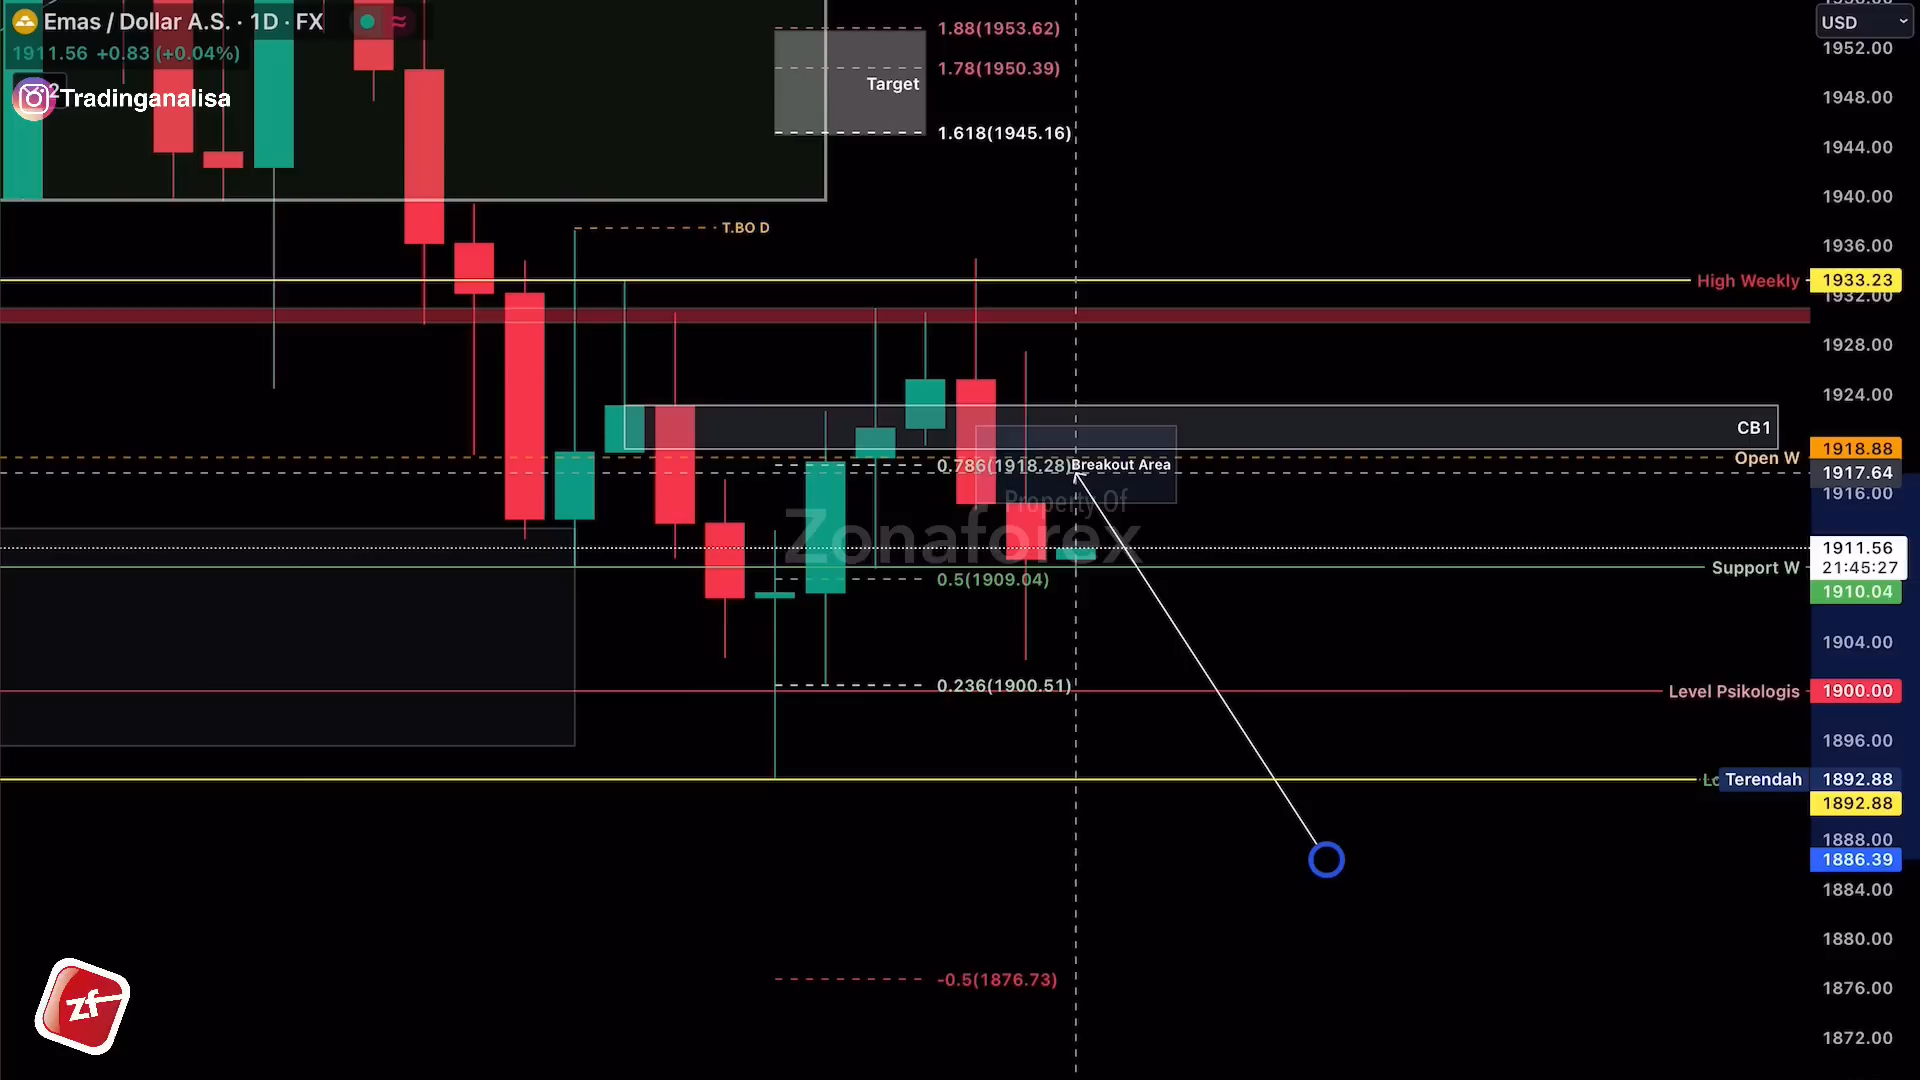 Emas / Dollar A.S. · 1D · FX
1911.56 +0.83 (+0.04%)
Tradinganalisa
USD
1.88(1953.62)
1.78(1950.39)
Target
1.618(1945.16)
T.BO D
High Weekly
CB1
Open W
0.786(1918.28)
Breakout Area
Property Of
Zonaforex
Support W
0.5(1909.04)
0.236(1900.51)
Level Psikologis
Terendah
-0.5(1876.73)
zf
1952.00
1948.00
1944.00
1940.00
1936.00
1933.23
1932.00
1928.00
1924.00
1918.88
1917.64
1916.00
1911.56
21:45:27
1910.04
1904.00
1900.00
1896.00
1892.88
1892.88
1888.00
1886.39
1884.00
1880.00
1876.00
1872.00